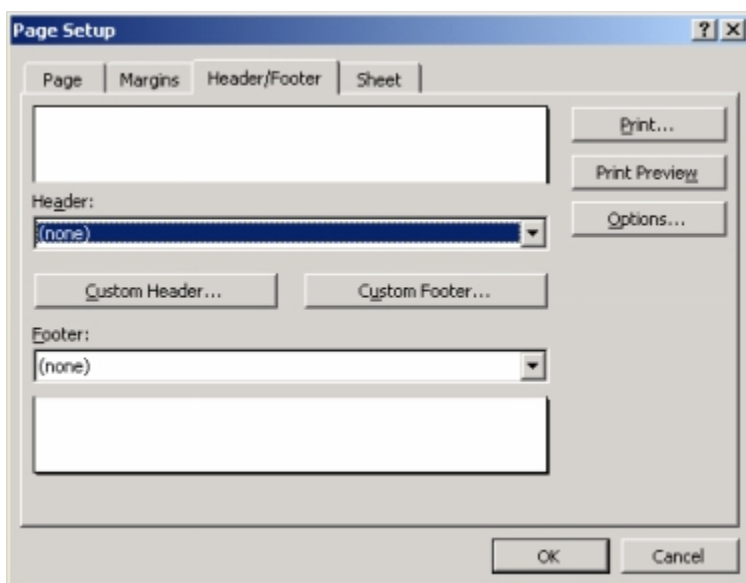 Page Setup
Page Margins Header/Footer Sheet
Print...
Print Preview
Header:
(none)
Options...
Custom Header... Custom Footer...
Footer:
(none)
OK Cancel